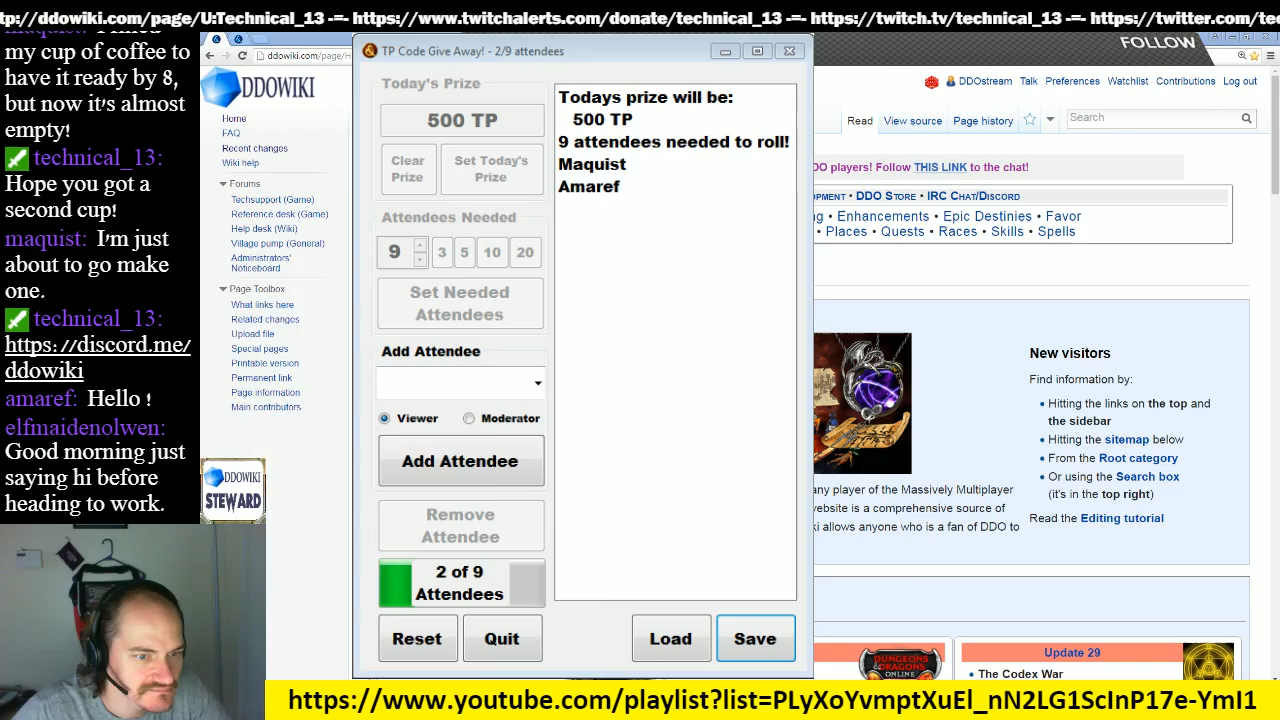 ttp://ddowiki.com/page/U:Technical_13 -=- https://www.twitchalerts.com/donate/technical_13 -=- https://twitch.tv/technical_13 -=- https://twitter.com/tec
my cup of coffee to
have it ready by 8,
but now it's almost
empty!
technical_13:
Hope you got a
second cup!
maquist: I'm just
about to go make
one.
technical_13:
https://discord.me/
ddowiki
amaref: Hello !
elfmaidenolwen:
Good morning just
saying hi before
heading to work.
ddowiki.com/page/H
DDOWIKI
Home
FAQ
Recent changes
Wiki help
Forums
Techsupport (Game)
Reference desk (Game)
Help desk (Wiki)
Village pump (General)
Administrators'
Noticeboard
Page Toolbox
What links here
Related changes
Upload file
Special pages
Printable version
Permanent link
Page information
Main contributors
DDOWIKI
STEWARD
TP Code Give Away! - 2/9 attendees
Today's Prize
500 TP
Clear
Prize
Set Today's
Prize
Attendees Needed
9
3
5
10
20
Set Needed
Attendees
Add Attendee
Viewer
Moderator
Add Attendee
Remove
Attendee
2 of 9
Attendees
Reset
Quit
Load
Save
Todays prize will be:
500 TP
9 attendees needed to roll!
Maquist
Amaref
FOLLOW
DDOstream Talk Preferences Watchlist Contributions Log out
Read View source Page history
Search
DO players! Follow THIS LINK to the chat!
OPMENT • DDO STORE • IRC CHAT/DISCORD
ng • Enhancements • Epic Destinies • Favor
• Places • Quests • Races • Skills • Spells
New visitors
Find information by:
• Hitting the links on the top and
the sidebar
• Hitting the sitemap below
• From the Root category
• Or using the Search box
(it's in the top right)
Read the Editing tutorial
any player of the Massively Multiplayer
website is a comprehensive source of
ki allows anyone who is a fan of DDO to
DUNGEONS & DRAGONS
ONLINE
Update 29
• The Codex War
https://www.youtube.com/playlist?list=PLyXoYvmptXuEl_nN2LG1ScInP17e-YmI1